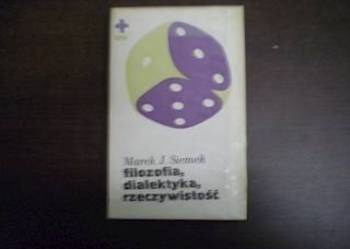 Marek J. Siemek
filozofia,
dialektyka,
rzeczywistość